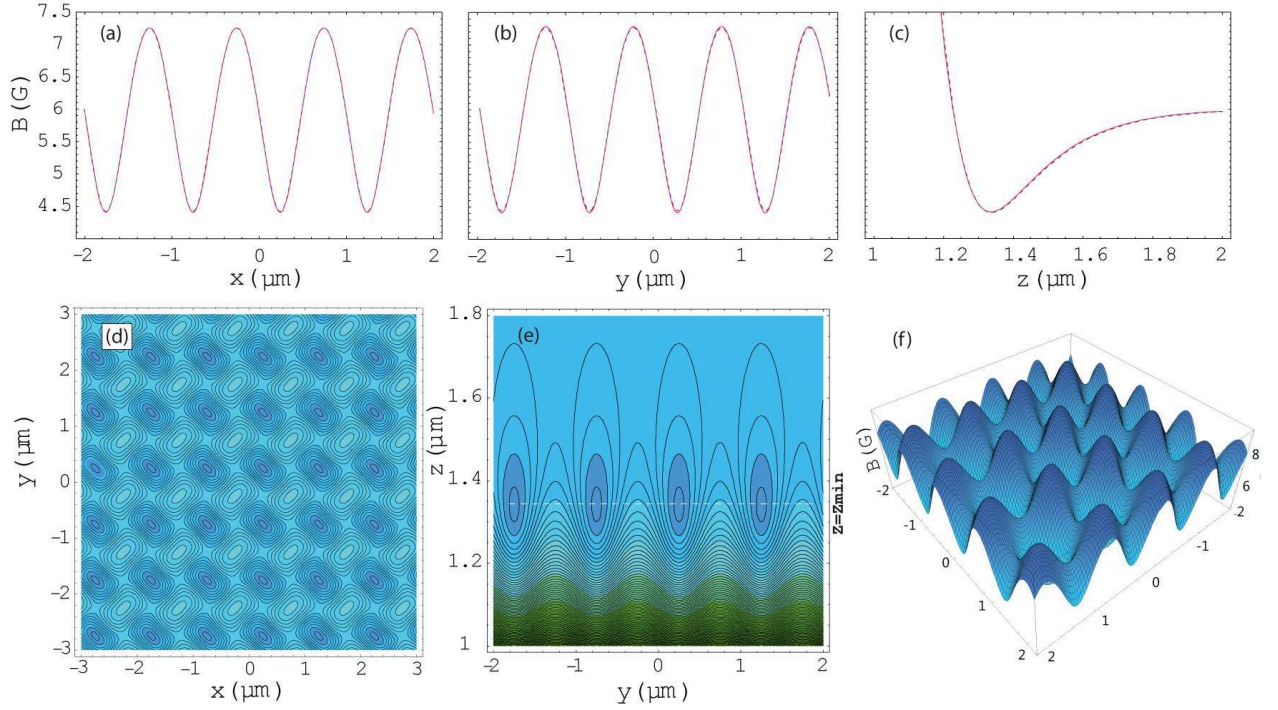 (a)
(b)
(c)
7.5
7
6.5
6
5.5
5
4.5
B(G)
-2 -1 0 1 2
x(μm)
-2 -1 0 1 2
y(μm)
1 1.2 1.4 1.6 1.8 2
z(μm)
(d)
3
2
1
0
-1
-2
-3
y(μm)
-3 -2 -1 0 1 2 3
x(μm)
(e)
1.8
1.6
1.4
1.2
1
z(μm)
-2 -1 0 1 2
y(μm)
Z=Zmin
(f)
B(G)
-2
-1
0
1
2
8
6
-2
-1
0
1
2